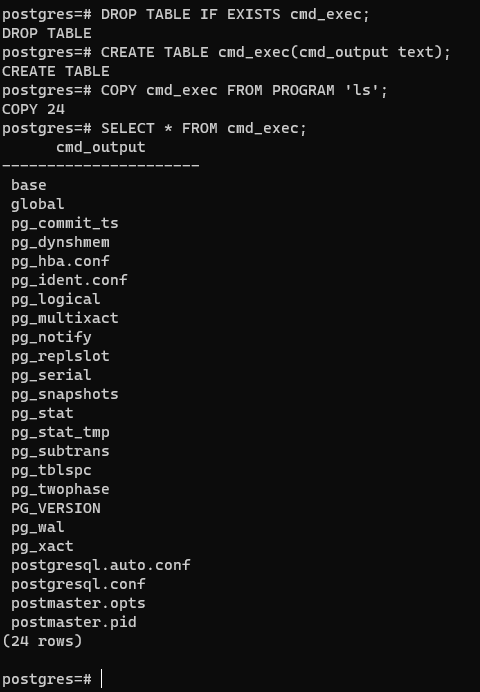 postgres=# DROP TABLE IF EXISTS cmd_exec;
DROP TABLE
postgres=# CREATE TABLE cmd_exec(cmd_output text);
CREATE TABLE
postgres=# COPY cmd_exec FROM PROGRAM 'ls';
COPY 24
postgres=# SELECT * FROM cmd_exec;
      cmd_output
----------------------
 base
 global
 pg_commit_ts
 pg_dynshmem
 pg_hba.conf
 pg_ident.conf
 pg_logical
 pg_multixact
 pg_notify
 pg_replslot
 pg_serial
 pg_snapshots
 pg_stat
 pg_stat_tmp
 pg_subtrans
 pg_tblspc
 pg_twophase
 PG_VERSION
 pg_wal
 pg_xact
 postgresql.auto.conf
 postgresql.conf
 postmaster.opts
 postmaster.pid
(24 rows)

postgres=#